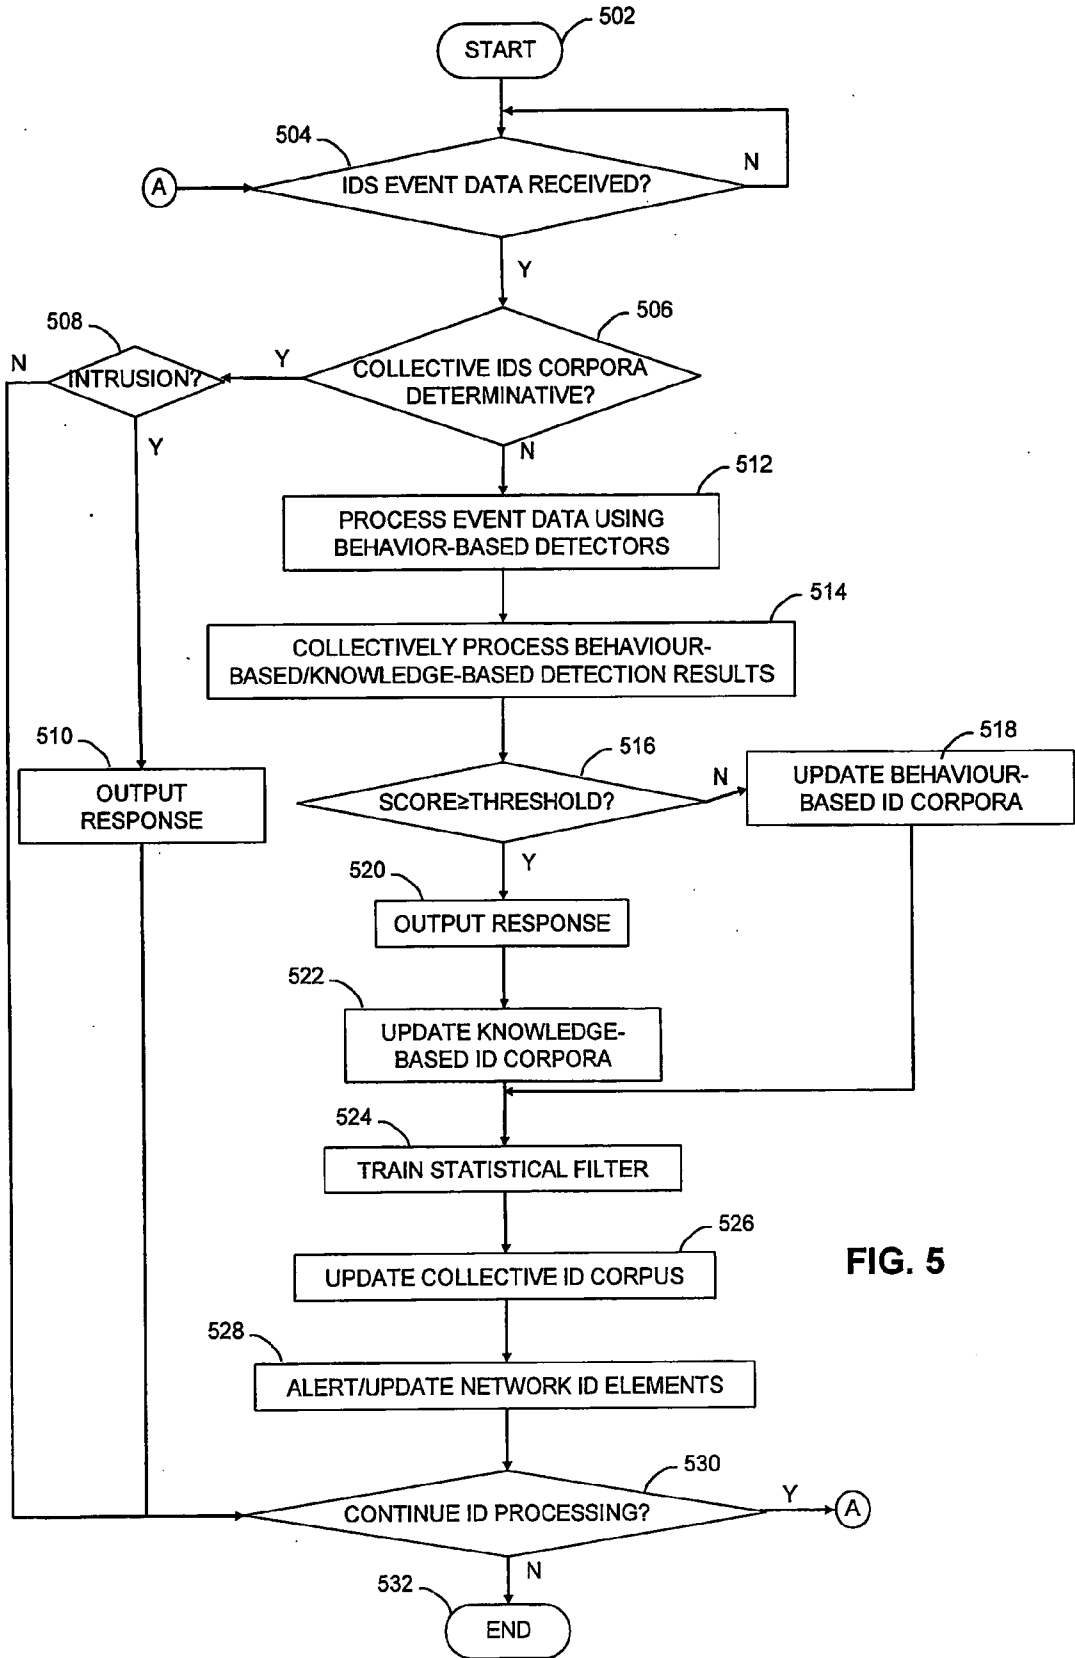 502
START
504
A
IDS EVENT DATA RECEIVED?
N
Y
506
508
N
INTRUSION?
Y
COLLECTIVE IDS CORPORA
DETERMINATIVE?
Y
N
512
PROCESS EVENT DATA USING
BEHAVIOR-BASED DETECTORS
514
COLLECTIVELY PROCESS BEHAVIOUR-
BASED/KNOWLEDGE-BASED DETECTION RESULTS
510
OUTPUT
RESPONSE
516
SCORE≥THRESHOLD?
N
518
UPDATE BEHAVIOUR-
BASED ID CORPORA
Y
520
OUTPUT RESPONSE
522
UPDATE KNOWLEDGE-
BASED ID CORPORA
524
TRAIN STATISTICAL FILTER
526
UPDATE COLLECTIVE ID CORPUS
FIG. 5
528
ALERT/UPDATE NETWORK ID ELEMENTS
530
CONTINUE ID PROCESSING?
Y
A
N
532
END